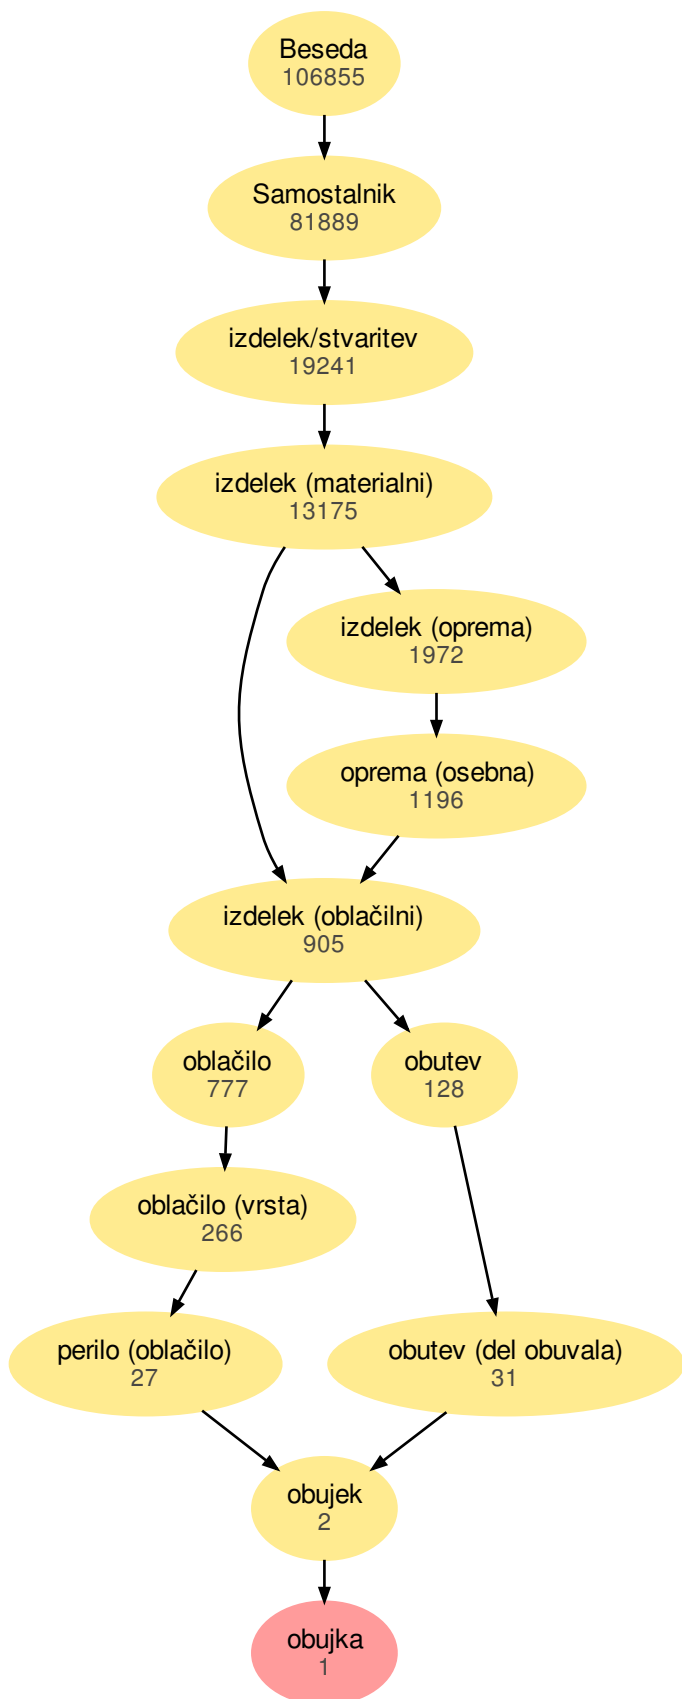 Beseda
106855
Samostalnik
81889
izdelek/stvaritev
19241
izdelek (materialni)
13175
izdelek (oprema)
1972
oprema (osebna)
1196
izdelek (oblačilni)
905
oblačilo
777
obutev
128
oblačilo (vrsta)
266
perilo (oblačilo)
27
obutev (del obuvala)
31
obujek
2
obujka
1